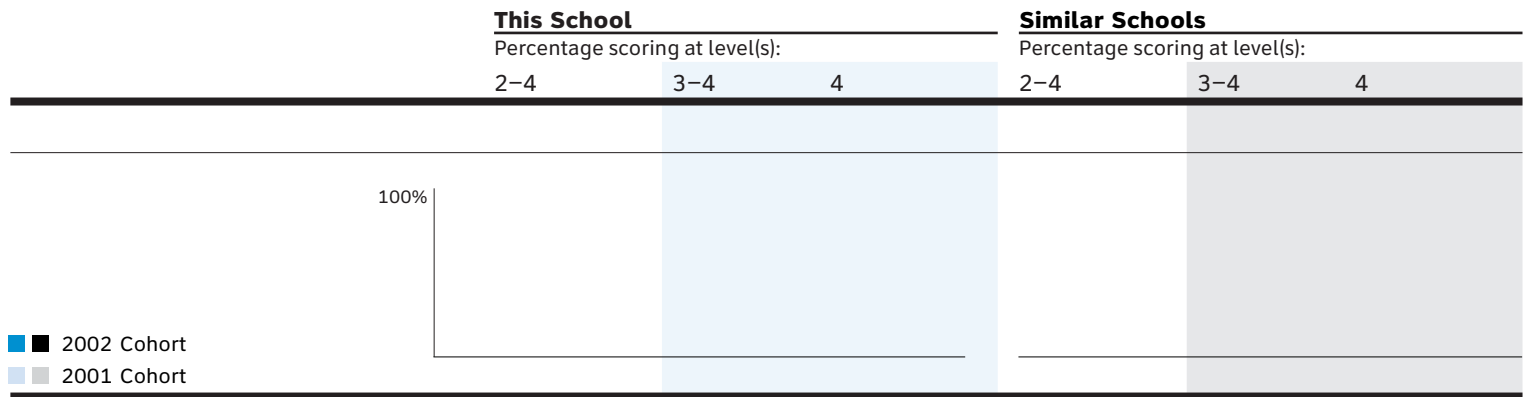 This School Similar Schools
Percentage scoring at level(s): Percentage scoring at level(s):
2–4 3–4 4 2–4 3–4 4
100%
2002 Cohort
2001 Cohort